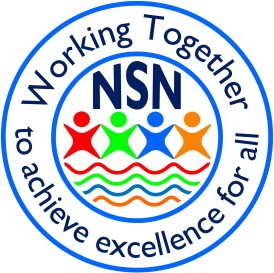 Working Together
NSN
to achieve excellence for all